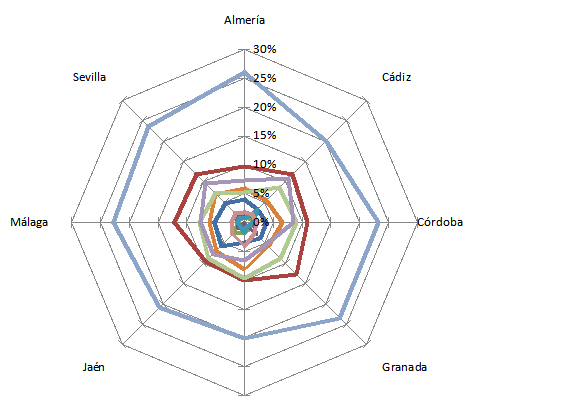 Almería
30%
Sevilla
25%
Cádiz
20%
15%
10%
5%
Málaga
0%
Córdoba
Jaén
Granada